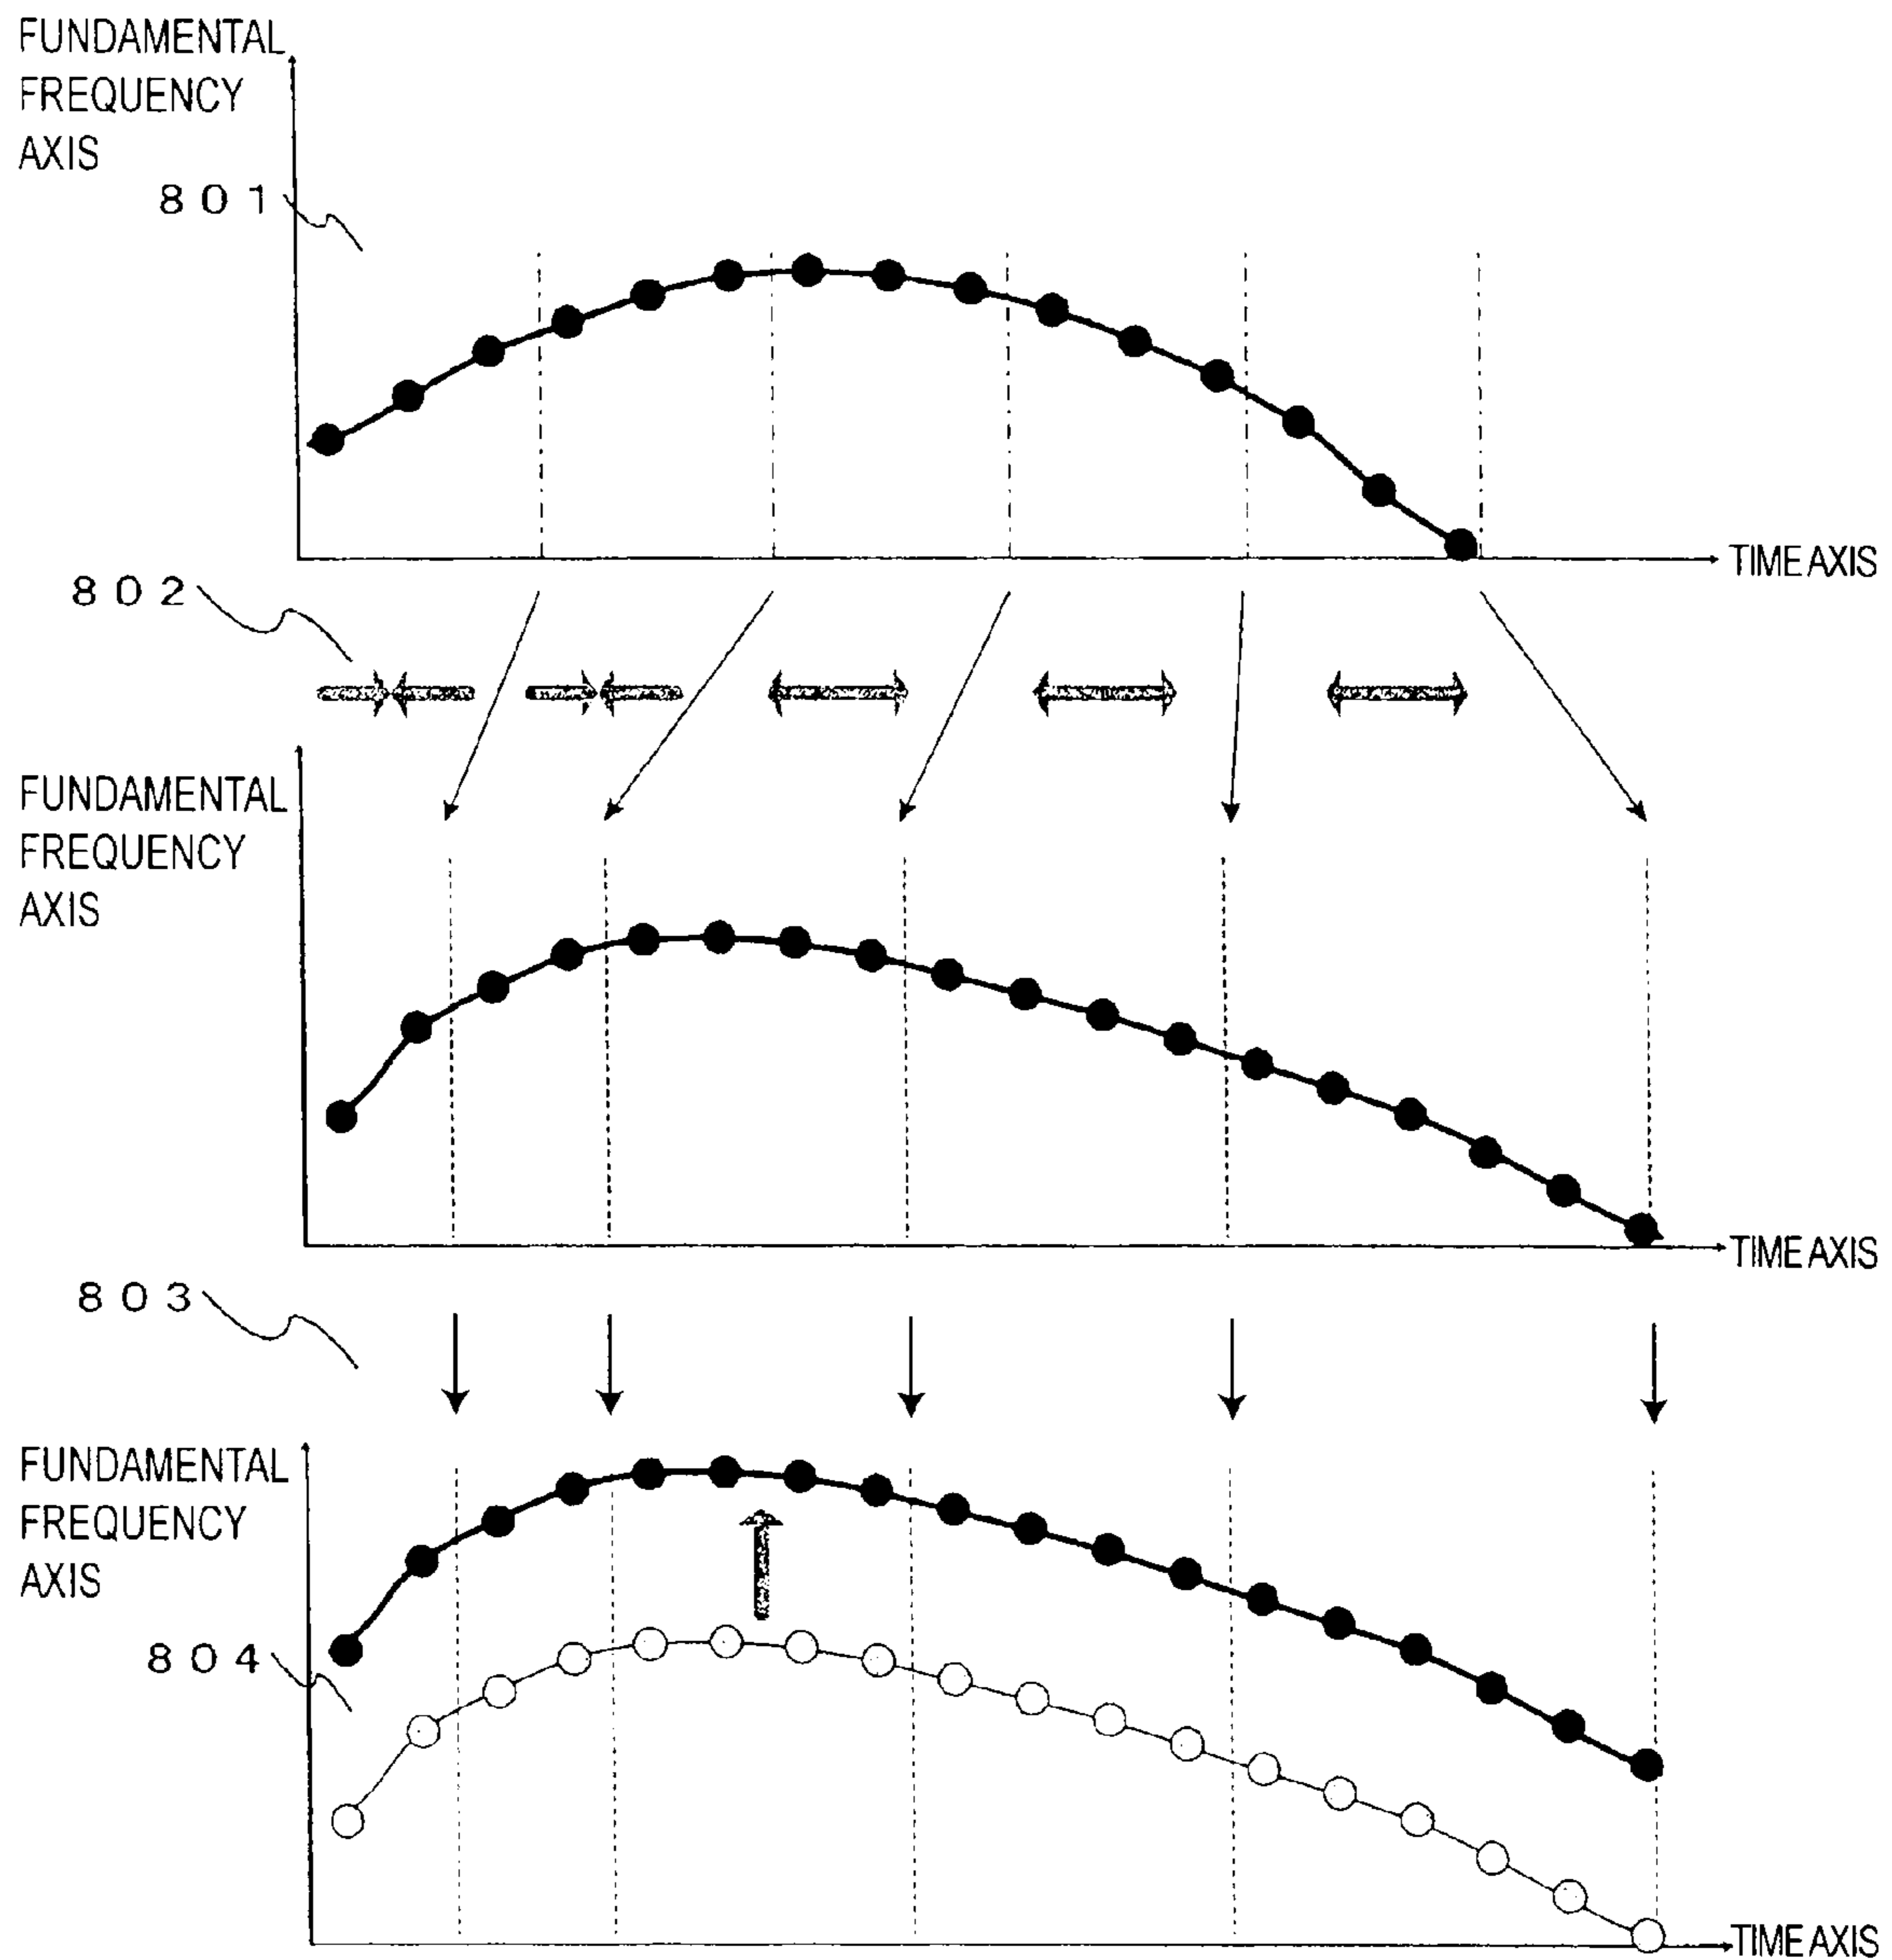 FUNDAMENTAL
FREQUENCY
AXIS
801
TIME AXIS
802
FUNDAMENTAL
FREQUENCY
AXIS
TIME AXIS
803
FUNDAMENTAL
FREQUENCY
AXIS
804
TIME AXIS